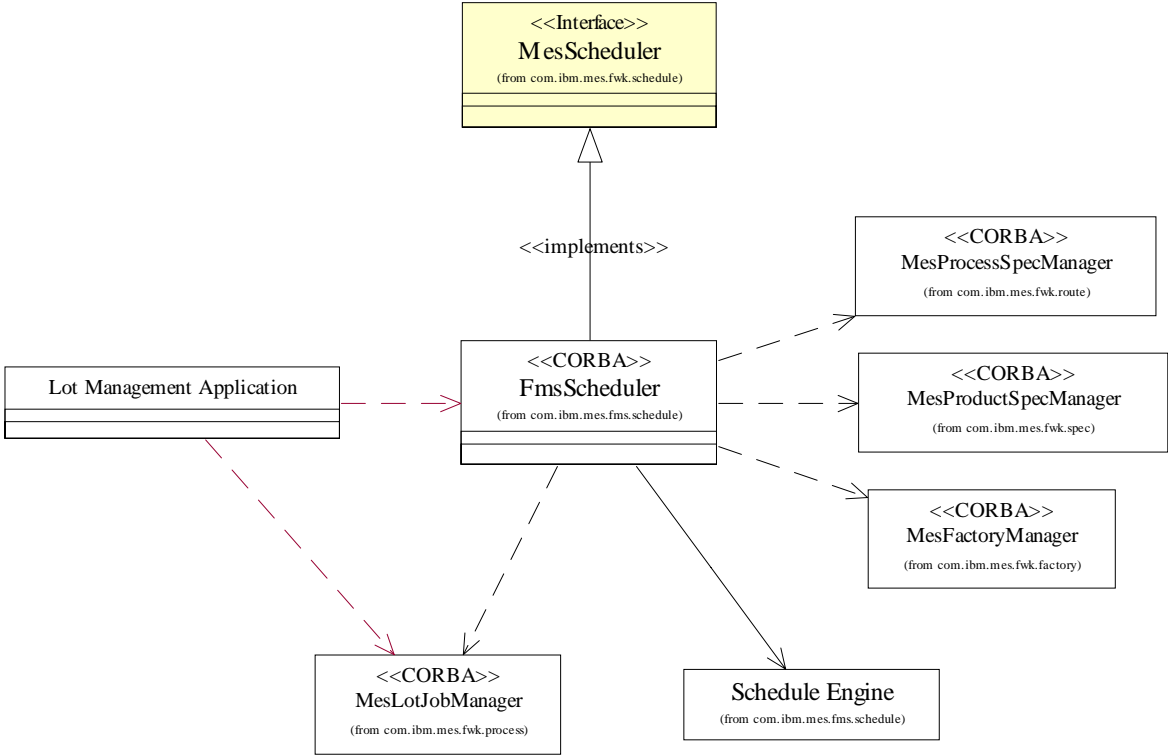 <<Interface>>
MesScheduler
(from com.ibm.mes.fwk.schedule)
<<implements>>
<<CORBA>>
MesProcessSpecManager
(from com.ibm.mes.fwk.route)
<<CORBA>>
FmsScheduler
(from com.ibm.mes.fms.schedule)
Lot Management Application
<<CORBA>>
MesProductSpecManager
(from com.ibm.mes.fwk.spec)
<<CORBA>>
MesFactoryManager
(from com.ibm.mes.fwk.factory)
<<CORBA>>
MesLotJobManager
(from com.ibm.mes.fwk.process)
Schedule Engine
(from com.ibm.mes.fms.schedule)